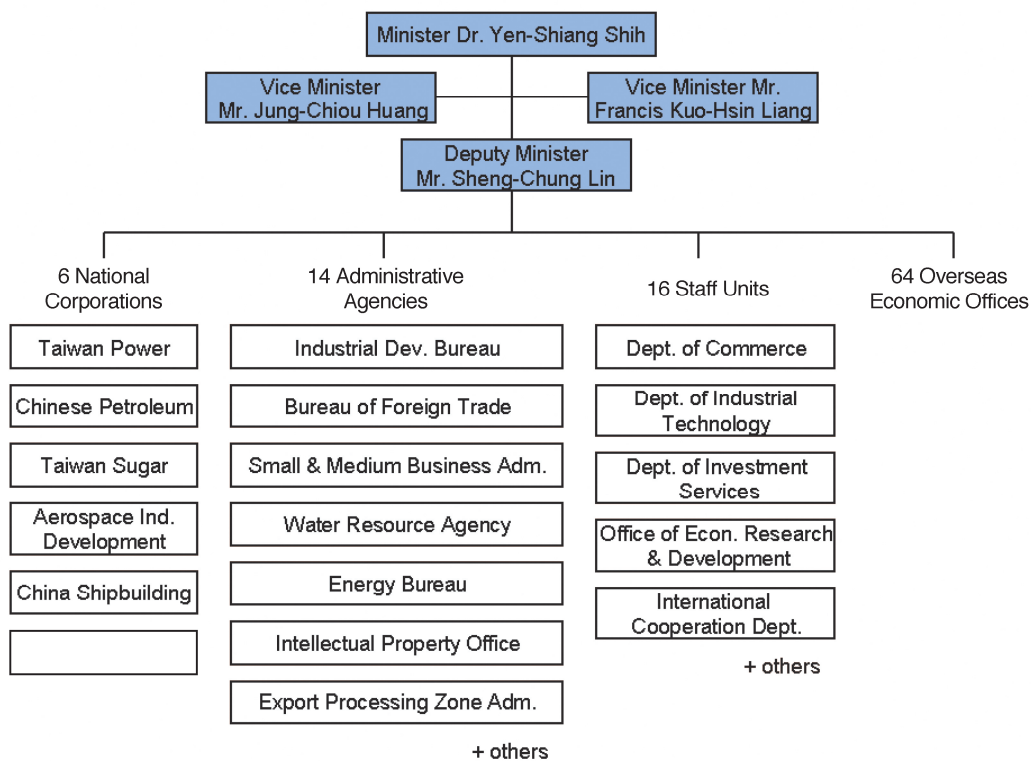 Minister Dr. Yen-Shiang Shih
Vice Minister
Mr. Jung-Chiou Huang
Vice Minister Mr.
Francis Kuo-Hsin Liang
Deputy Minister
Mr. Sheng-Chung Lin
6 National
Corporations
Taiwan Power
Chinese Petroleum
Taiwan Sugar
Aerospace Ind.
Development
China Shipbuilding
14 Administrative
Agencies
Industrial Dev. Bureau
Bureau of Foreign Trade
Small & Medium Business Adm.
Water Resource Agency
Energy Bureau
Intellectual Property Office
Export Processing Zone Adm.
+ others
16 Staff Units
Dept. of Commerce
Dept. of Industrial
Technology
Dept. of Investment
Services
Office of Econ. Research
& Development
International
Cooperation Dept.
+ others
64 Overseas
Economic Offices